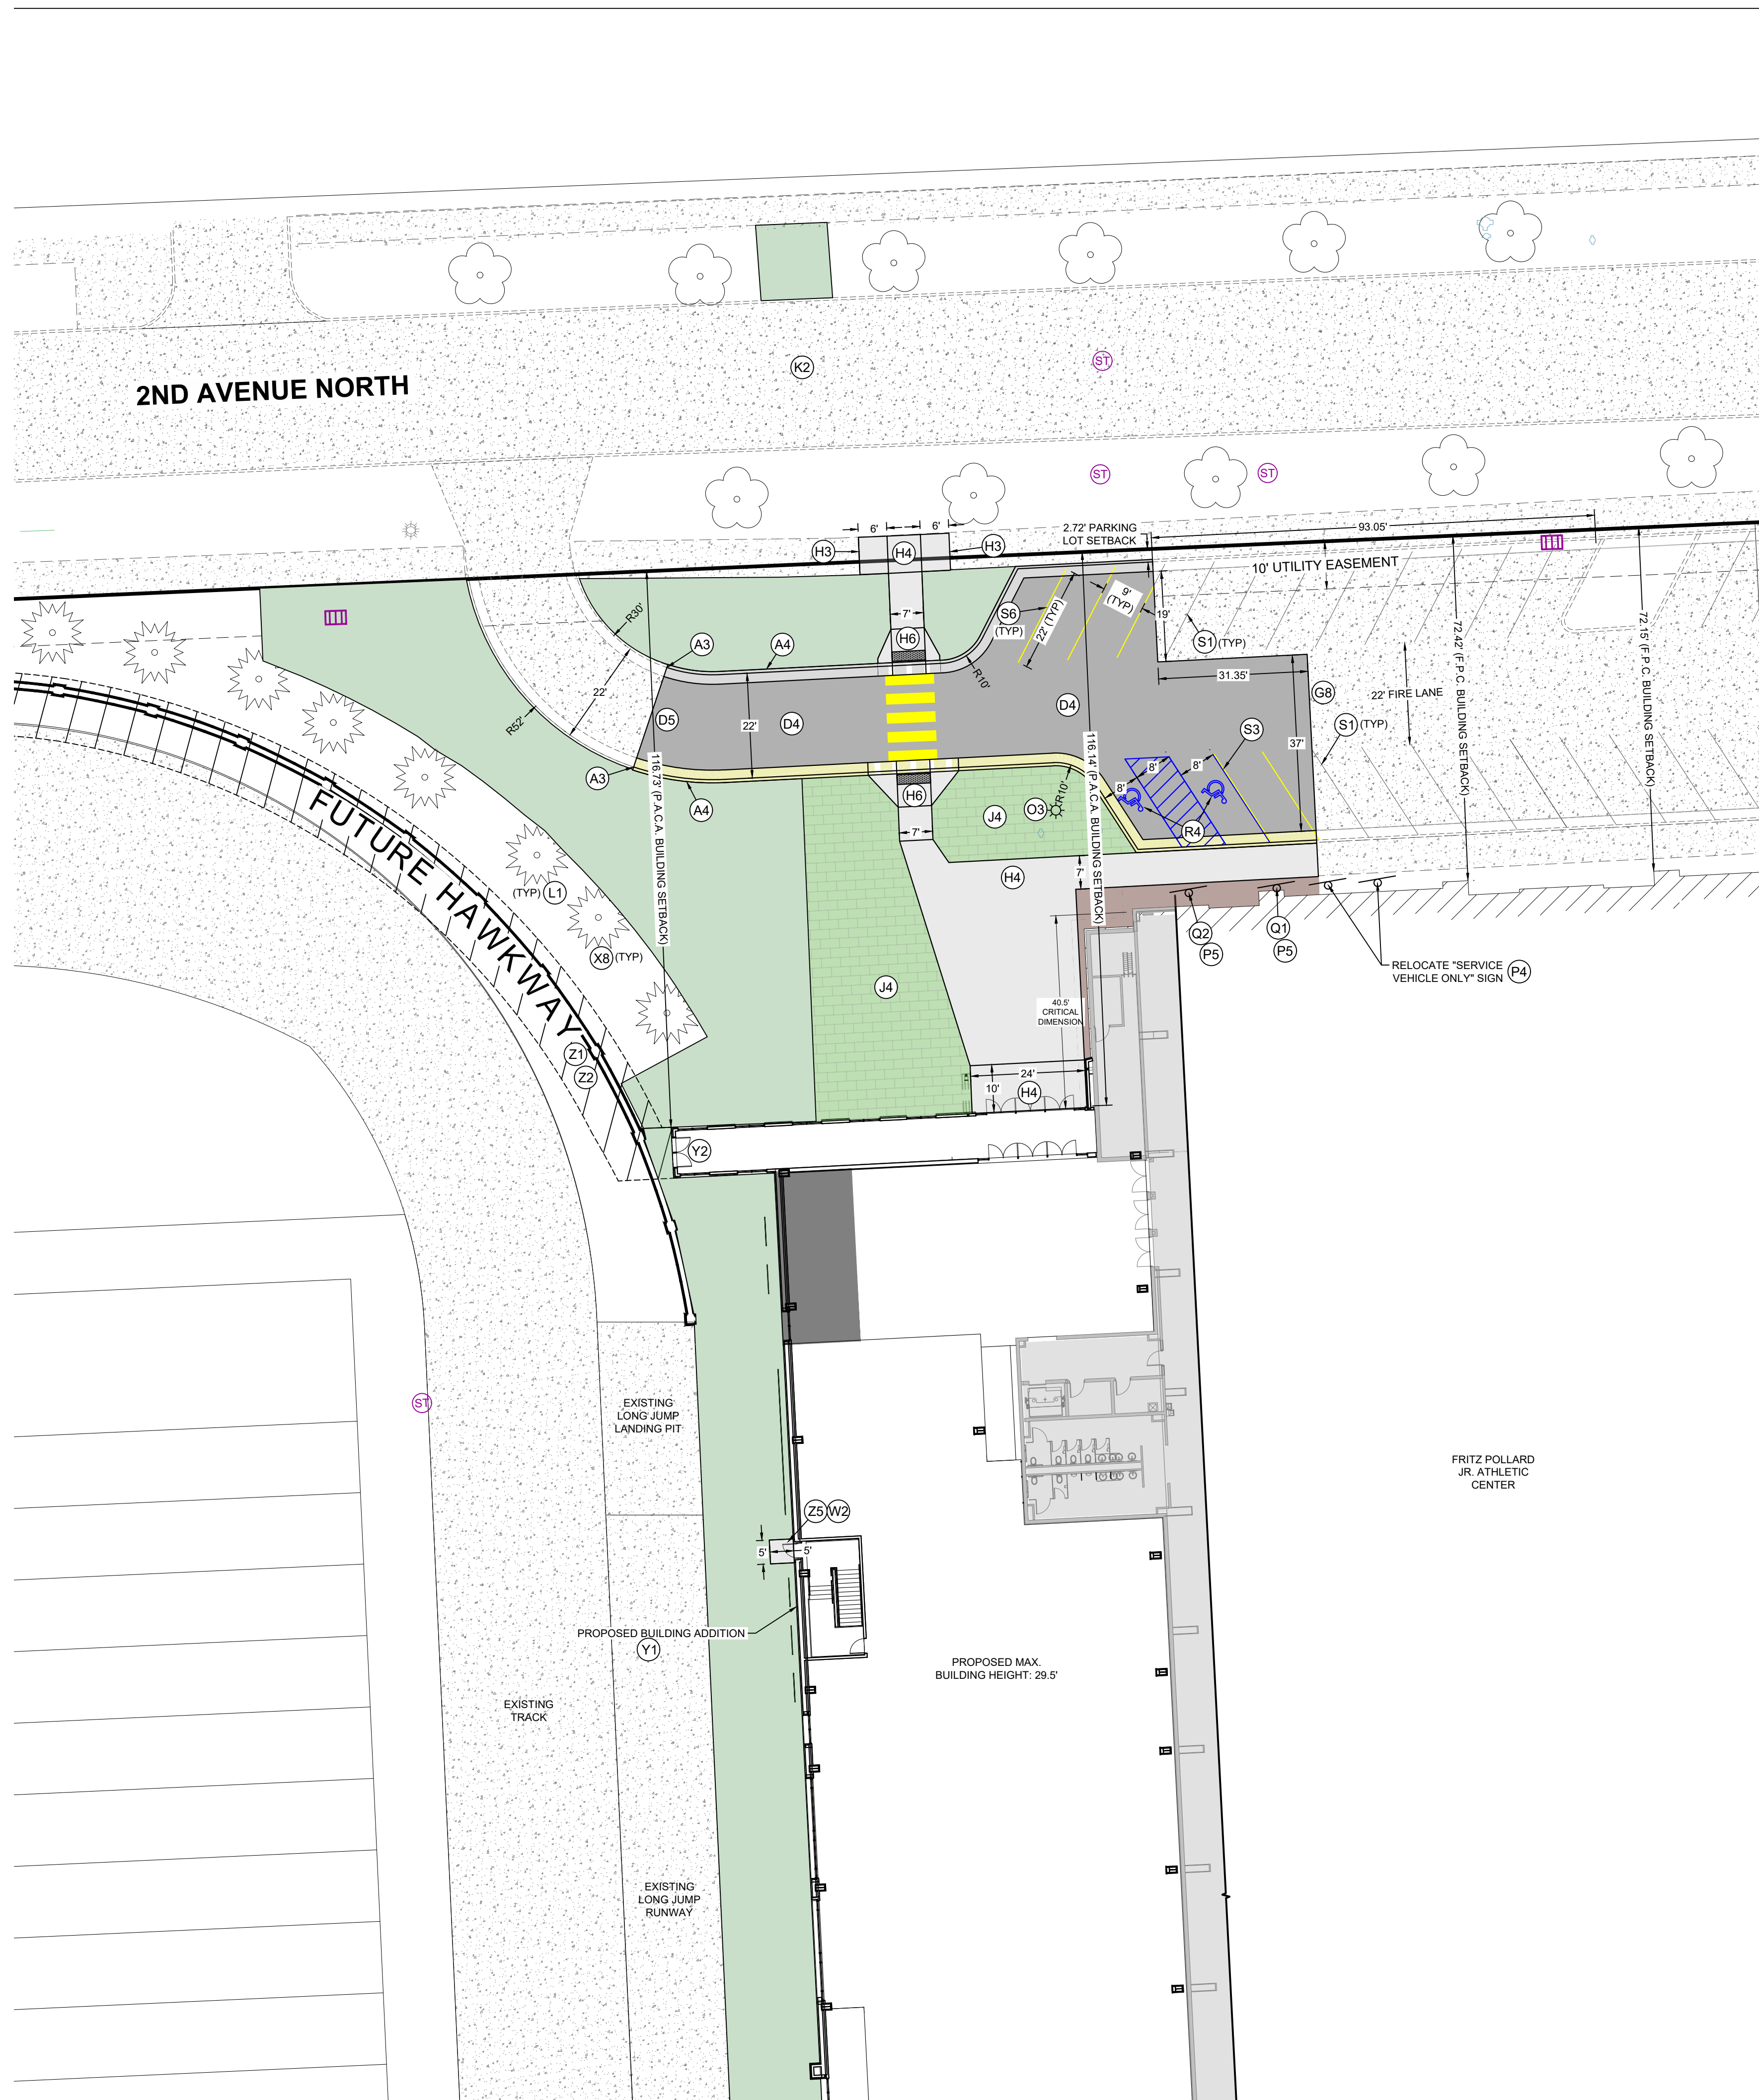 K2
ST
2ND AVENUE NORTH
ST
ST
6'
6'
2.72' PARKING
LOT SETBACK
93.05'
H3
H4
H3
10' UTILITY EASEMENT
R30'
7'
S6
(TYP)
22' (TYP)
9'
(TYP)
19'
S1 (TYP)
72.42' (F.P.C. BUILDING SETBACK)
72.15' (F.P.C. BUILDING SETBACK)
A3
A4
H6
R10'
31.35'
22'
R52'
D5
D4
22'
D4
G8
22' FIRE LANE
S3
S1 (TYP)
37'
116.73' (P.A.C.A. BUILDING SETBACK)
116.14' (P.A.C.A. BUILDING SETBACK)
A3
A4
H6
8'
8'
8'
R10'
O3
J4
R4
7'
FUTURE HAWKWAY
(TYP) L1
H4
7'
X8 (TYP)
Q2
P5
Q1
P5
RELOCATE "SERVICE
VEHICLE ONLY" SIGN
P4
J4
40.5'
CRITICAL
DIMENSION
Z1
Z2
24'
10'
H4
Y2
ST
EXISTING
LONG JUMP
LANDING PIT
FRITZ POLLARD
JR. ATHLETIC
CENTER
Z5 W2
5'
5'
PROPOSED BUILDING ADDITION
Y1
PROPOSED MAX.
BUILDING HEIGHT: 29.5'
EXISTING
TRACK
EXISTING
LONG JUMP
RUNWAY